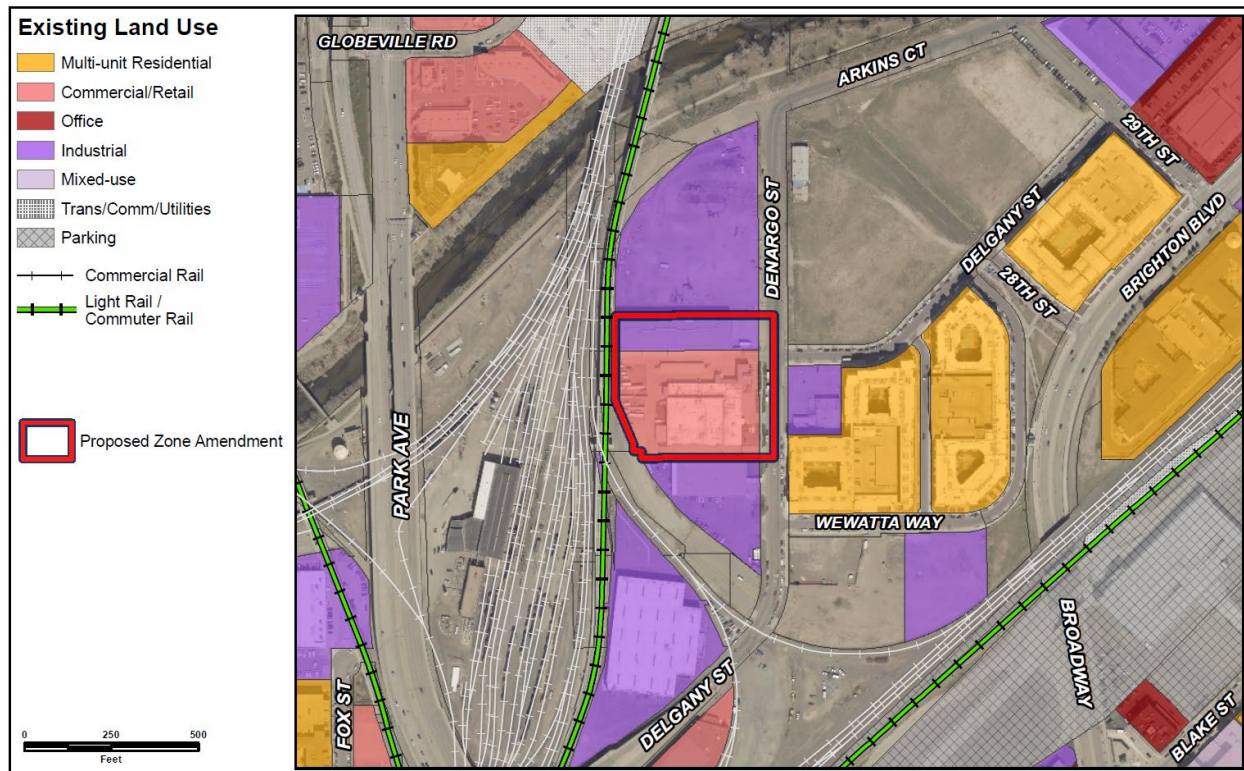 Existing Land Use
Multi-unit Residential
Commercial/Retail
Office
Industrial
Mixed-use
Trans/Comm/Utilities
Parking
Commercial Rail
Light Rail /
Commuter Rail
Proposed Zone Amendment
0 250 500
Feet
GLOBEVILLE RD
ARKINS CT
29TH ST
DELGANY ST
BRIGHTON BLVD
28TH ST
DENARGO ST
PARK AVE
WEWATTA WAY
BROADWAY
FOX ST
DELGANY ST
BLAKE ST